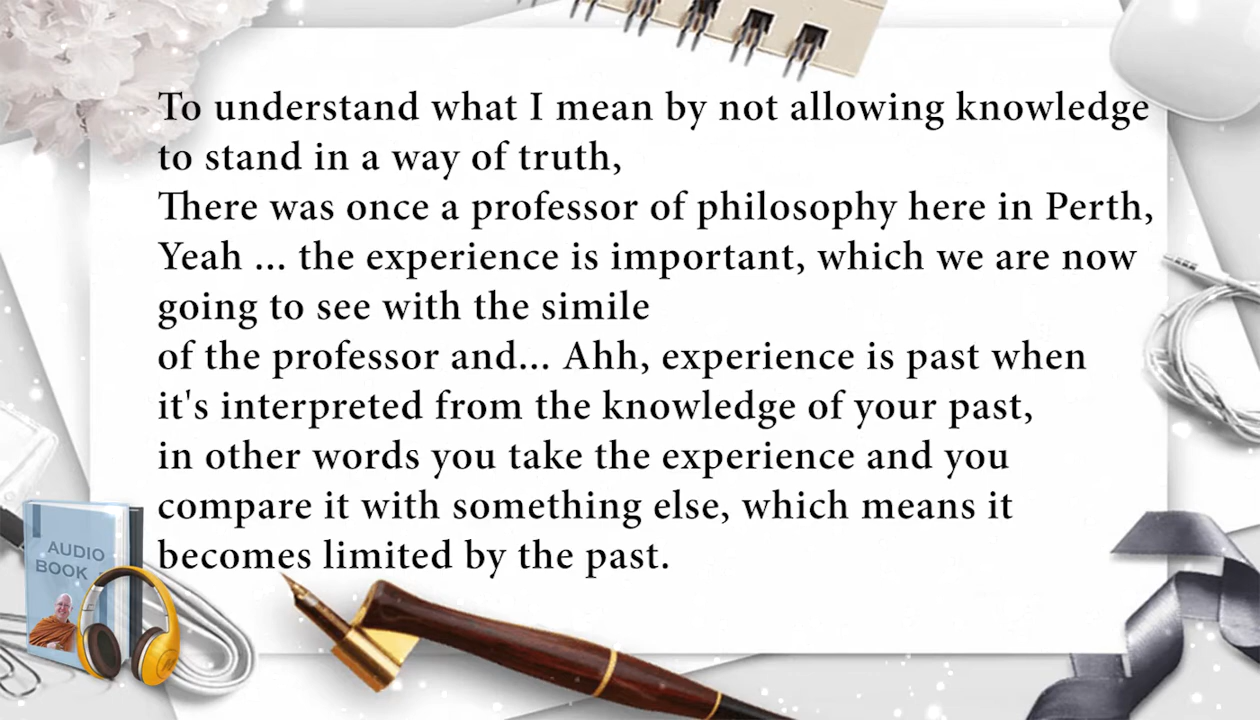 To understand what I mean by not allowing knowledge
to stand in a way of truth,
There was once a professor of philosophy here in Perth,
Yeah ... the experience is important, which we are now
going to see with the simile
of the professor and... Ahh, experience is past when
it's interpreted from the knowledge of your past,
in other words you take the experience and you
compare it with something else, which means it
becomes limited by the past.
AUDIO
BOOK